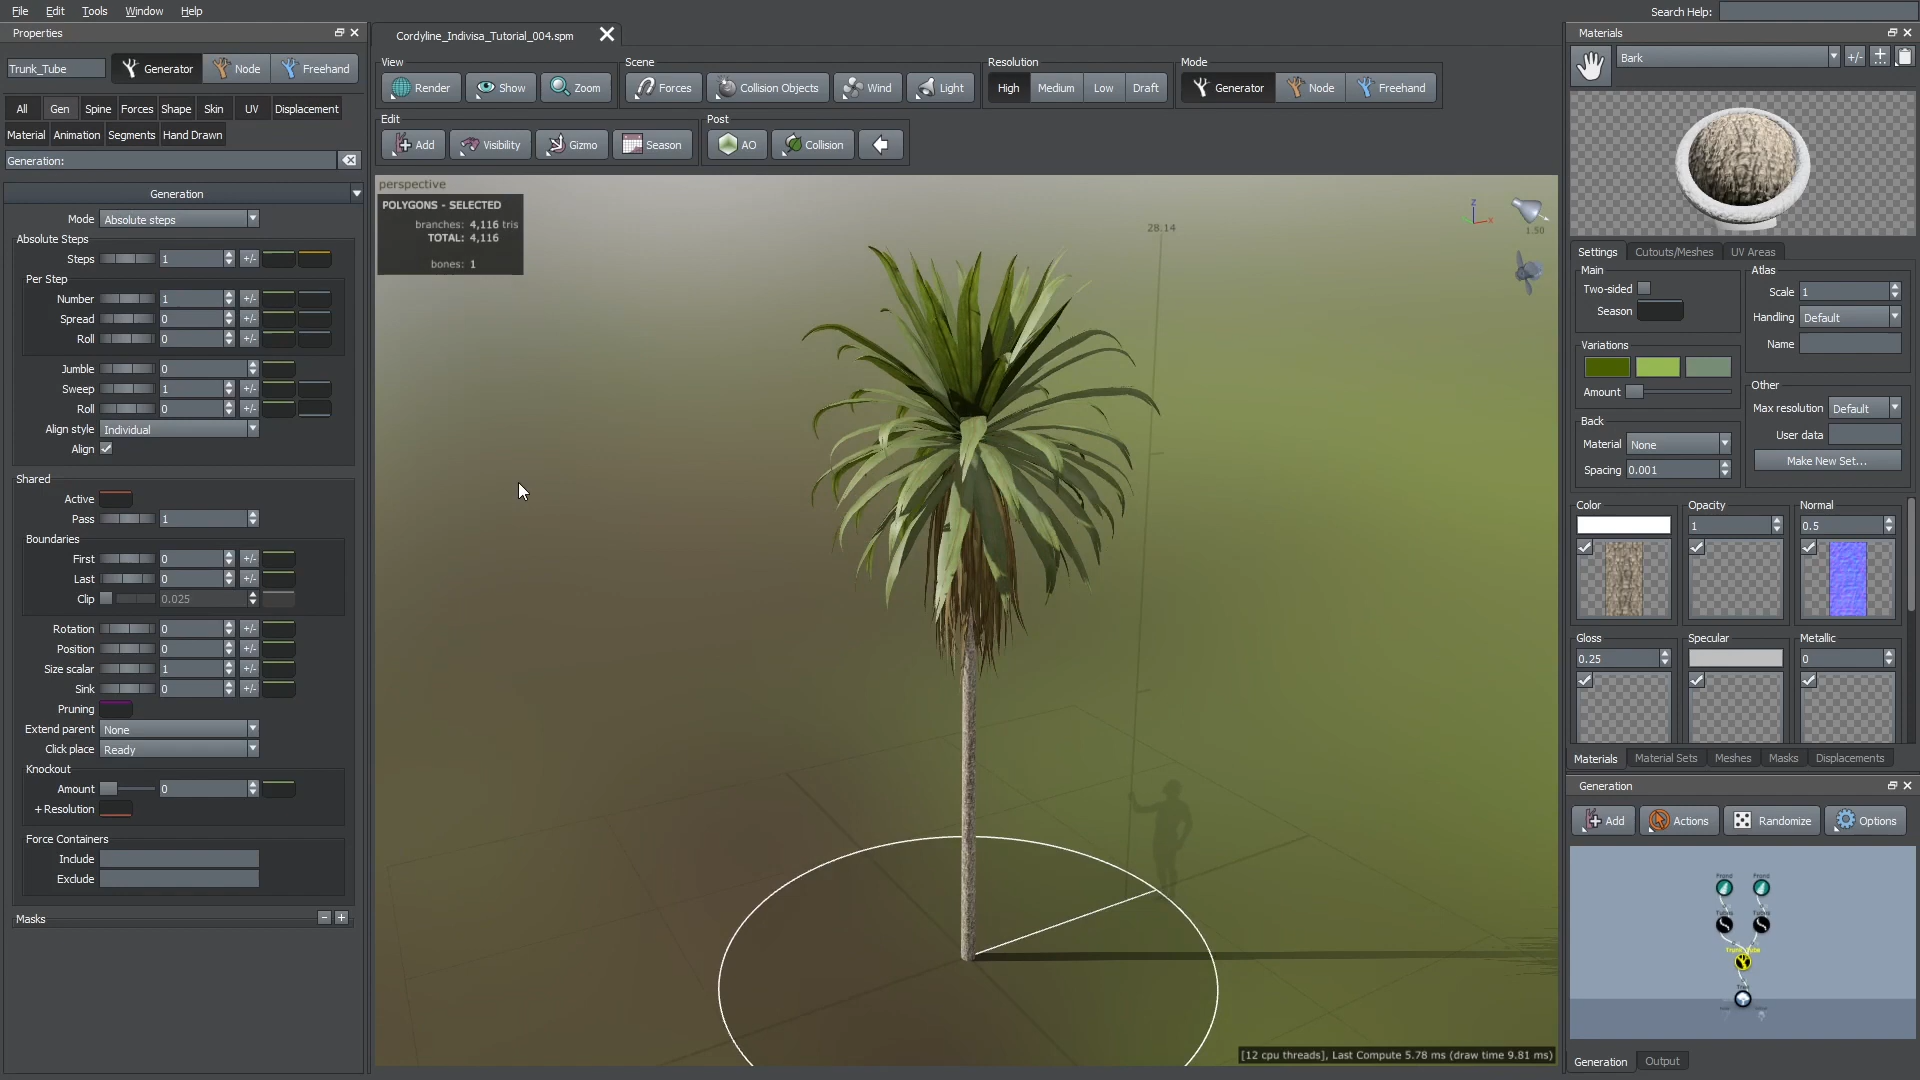 File Edit Tools Window Help
Search Help:
Properties
Trunk_Tube
Generator
Node
Freehand
All Gen Spine Forces Shape Skin UV Displacement
Material Animation Segments Hand Drawn
Generation:
Generation
Mode Absolute steps
Absolute Steps
Steps 1 +/-
Per Step
Number 1 +/-
Spread 0 +/-
Roll 0 +/-
Jumble 0
Sweep 1 +/-
Roll 0 +/-
Align style Individual
Align
Shared
Active
Pass 1
Boundaries
First 0 +/-
Last 0 +/-
Clip 0.025
Rotation 0 +/-
Position 0 +/-
Size scalar 1 +/-
Sink 0 +/-
Pruning
Extend parent None
Click place Ready
Knockout
Amount 0
+ Resolution
Force Containers
Include
Exclude
Masks - +
Cordyline_Indivisa_Tutorial_004.spm
View
Render Show Zoom
Scene
Forces Collision Objects Wind Light
Resolution
High Medium Low Draft
Mode
Generator Node Freehand
Edit
Add Visibility Gizmo Season
Post
AO Collision
perspective
POLYGONS - SELECTED
branches: 4,116 tris
TOTAL: 4,116
bones: 1
28.14
Z
X
1.50
[12 cpu threads], Last Compute 5.78 ms (draw time 9.81 ms)
Materials
Bark +/-
Settings Cutouts/Meshes UV Areas
Main
Two-sided
Season
Variations
Amount
Back
Material None
Spacing 0.001
Atlas
Scale 1
Handling Default
Name
Other
Max resolution Default
User data
Make New Set...
Color
Opacity
1
Normal
0.5
Gloss
0.25
Specular
Metallic
0
Materials Material Sets Meshes Masks Displacements
Generation
Add Actions Randomize Options
Frond Frond
Generation Output